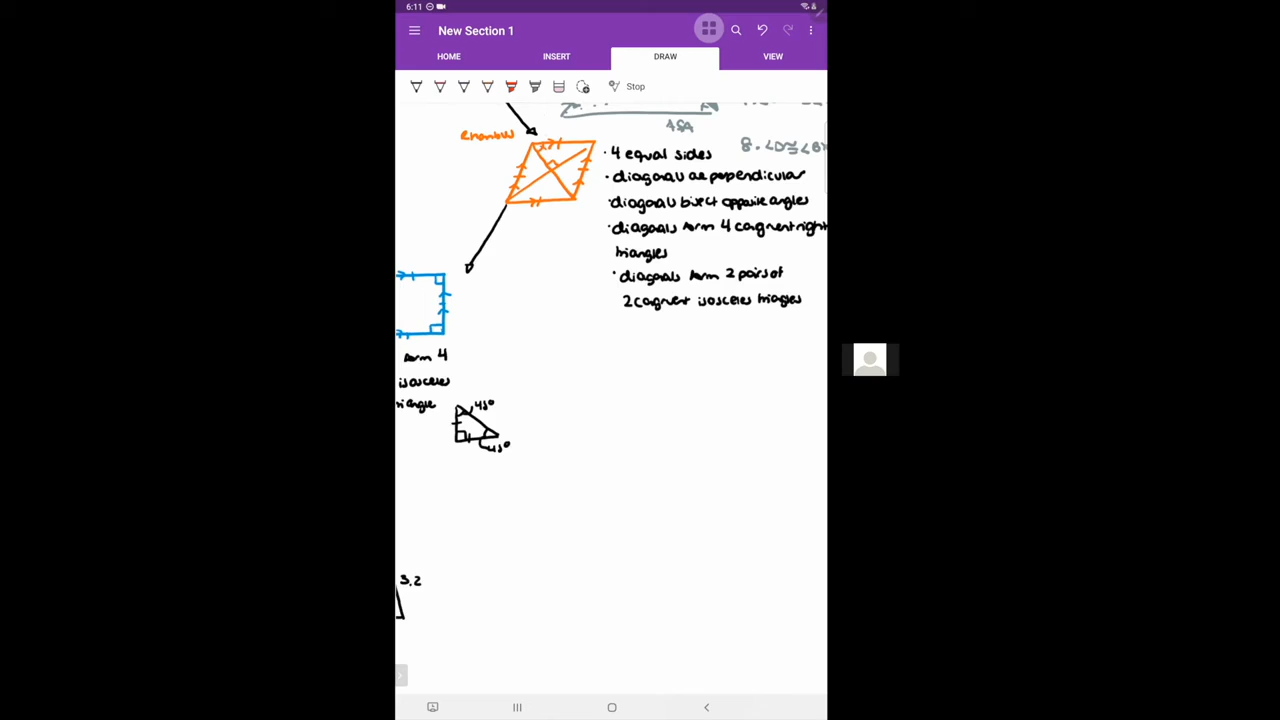 6:11
New Section 1
HOME
INSERT
DRAW
VIEW
Stop
ASA
Rhombus
8. <D≅<B
• 4 equal sides
• diagonals are perpendicular
• diagonals bisect opposite angles
• diagonals form 4 congruent right
triangles
• diagonals form 2 pairs of
2 congruent isosceles triangles
form 4
isosceles
triangle
45°
45°
3.2